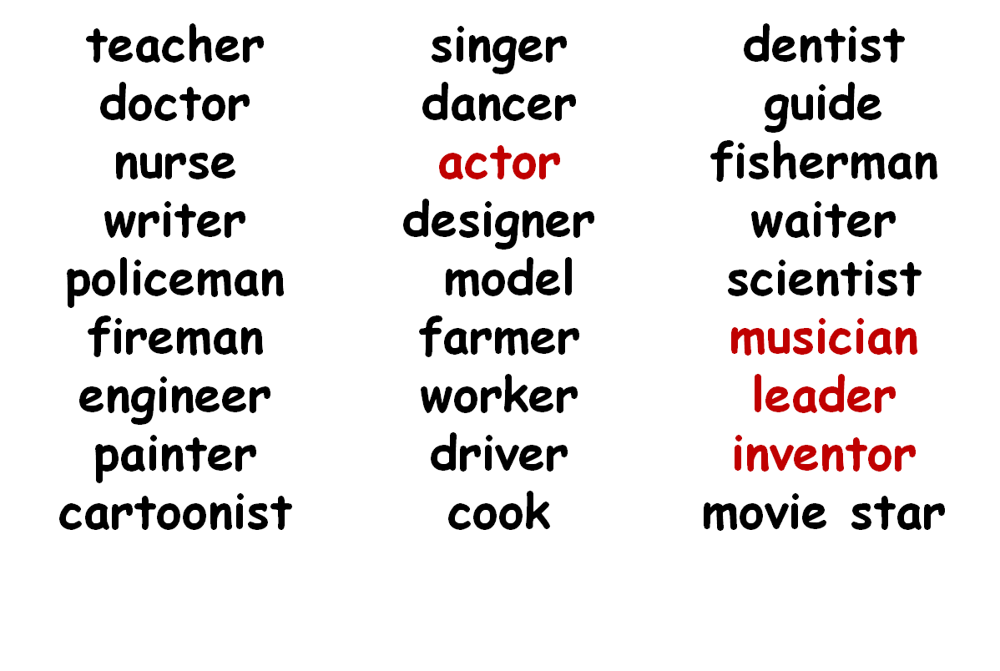 teacher
doctor
nurse
writer
policeman
fireman
engineer
painter
cartoonist
singer
dancer
actor
designer
model
farmer
worker
driver
cook
dentist
guide
fisherman
waiter
scientist
musician
leader
inventor
movie star